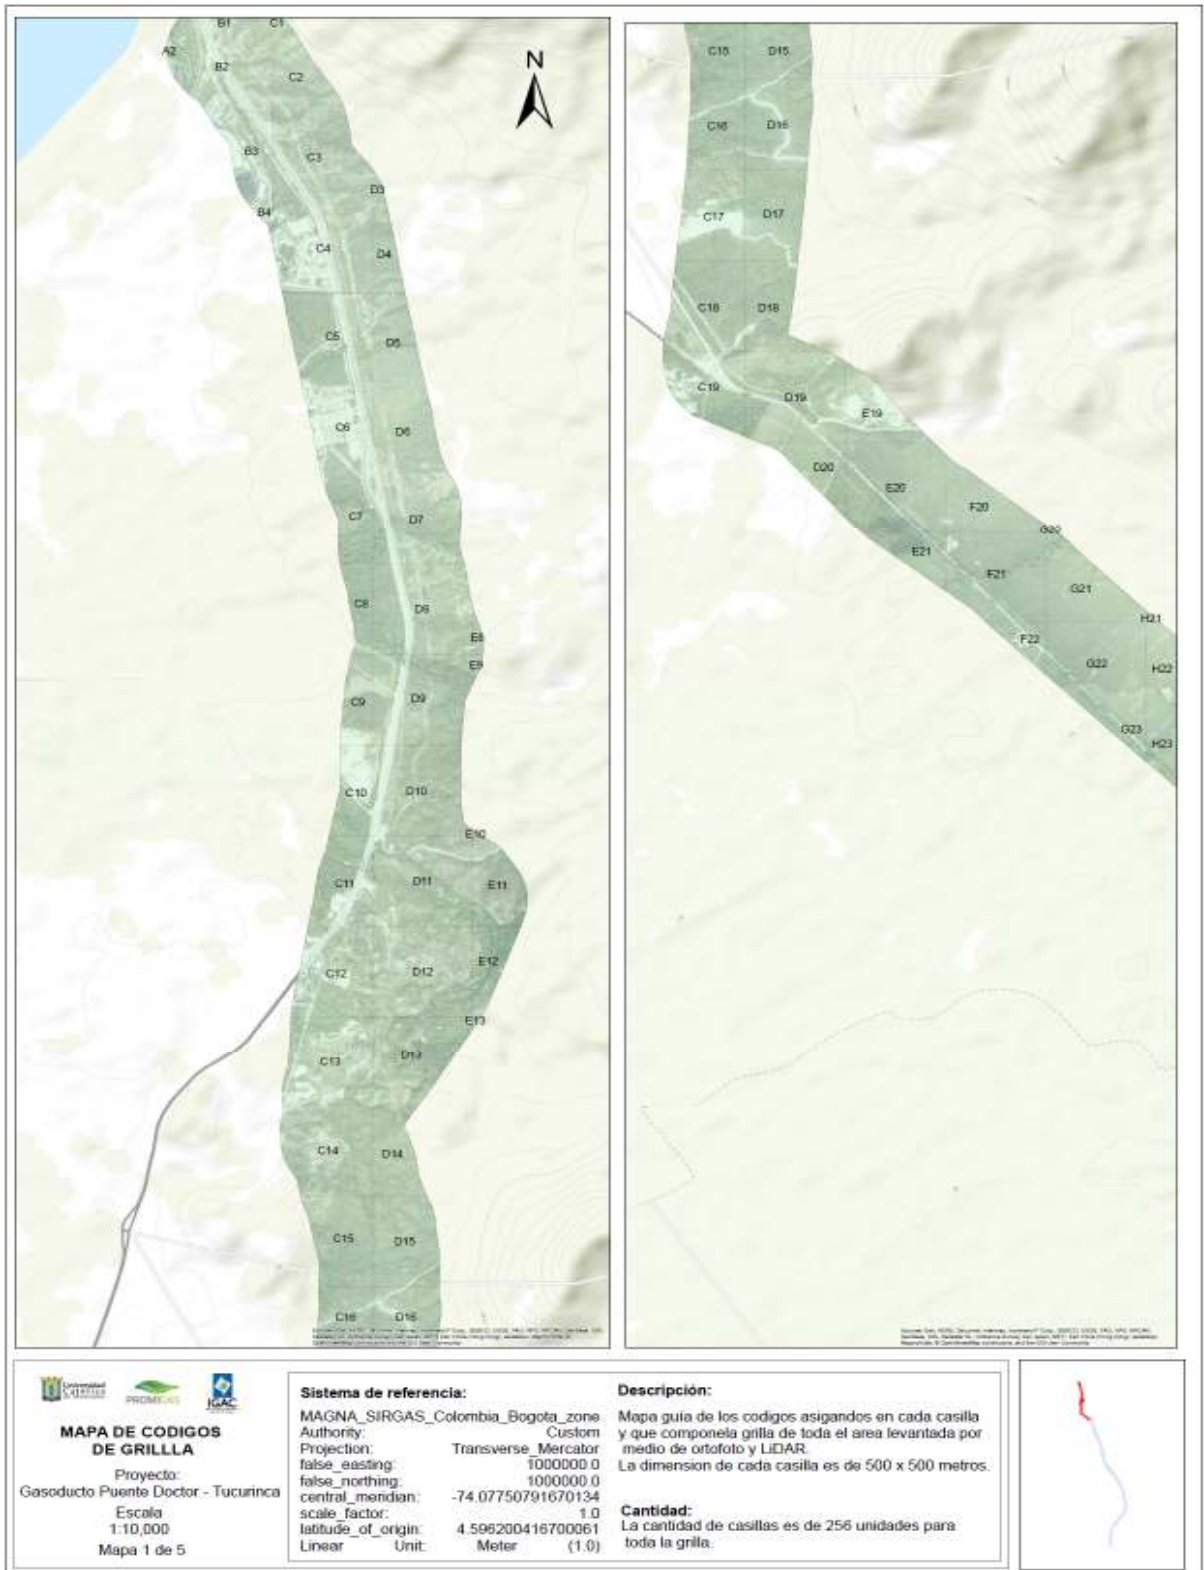 B1 C1
A2
B2 C2
B3 C3
D3
B4
C4 D4
C5 D5
C6 D6
C7 D7
C8 D8
E8
E9
C9 D9
C10 D10
E10
C11 D11 E11
C12 D12 E12
E13
C13 D13
C14 D14
C15 D15
C16 D16
N
C15 D15
C16 D16
C17 D17
C18 D18
C19 D19 E19
D20 E20 F20
G20
E21 F21 G21
H21
F22 G22 H22
G23 H23
Universidad
PROMIGAS
IGAC
MAPA DE CODIGOS
DE GRILLLA
Proyecto:
Gasoducto Puente Doctor - Tucurinca
Escala
1:10,000
Mapa 1 de 5
Sistema de referencia:
MAGNA_SIRGAS_Colombia_Bogota_zone
Authority: Custom
Projection: Transverse_Mercator
false_easting: 1000000.0
false_northing: 1000000.0
central_meridian: -74.07750791670134
scale_factor: 1.0
latitude_of_origin: 4.596200416700061
Linear Unit: Meter (1.0)
Descripción:
Mapa guia de los codigos asigandos en cada casilla
y que componela grilla de toda el area levantada por
medio de ortofoto y LiDAR.
La dimension de cada casilla es de 500 x 500 metros.
Cantidad:
La cantidad de casillas es de 256 unidades para
toda la grilla.